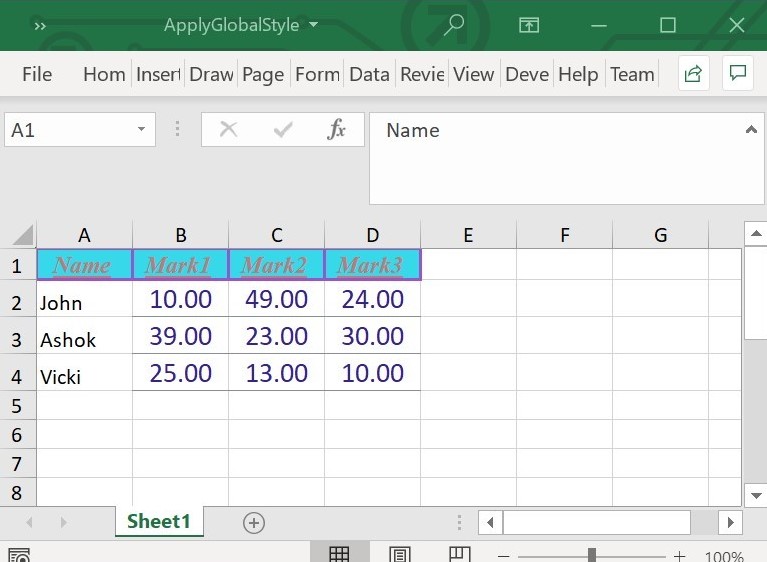 ApplyGlobalStyle
File Hom Insert Draw Page Form Data Revie View Deve Help Team
A1 fx Name
A B C D E F G
1 Name Mark1 Mark2 Mark3
2 John 10.00 49.00 24.00
3 Ashok 39.00 23.00 30.00
4 Vicki 25.00 13.00 10.00
5
6
7
8
Sheet1
100%